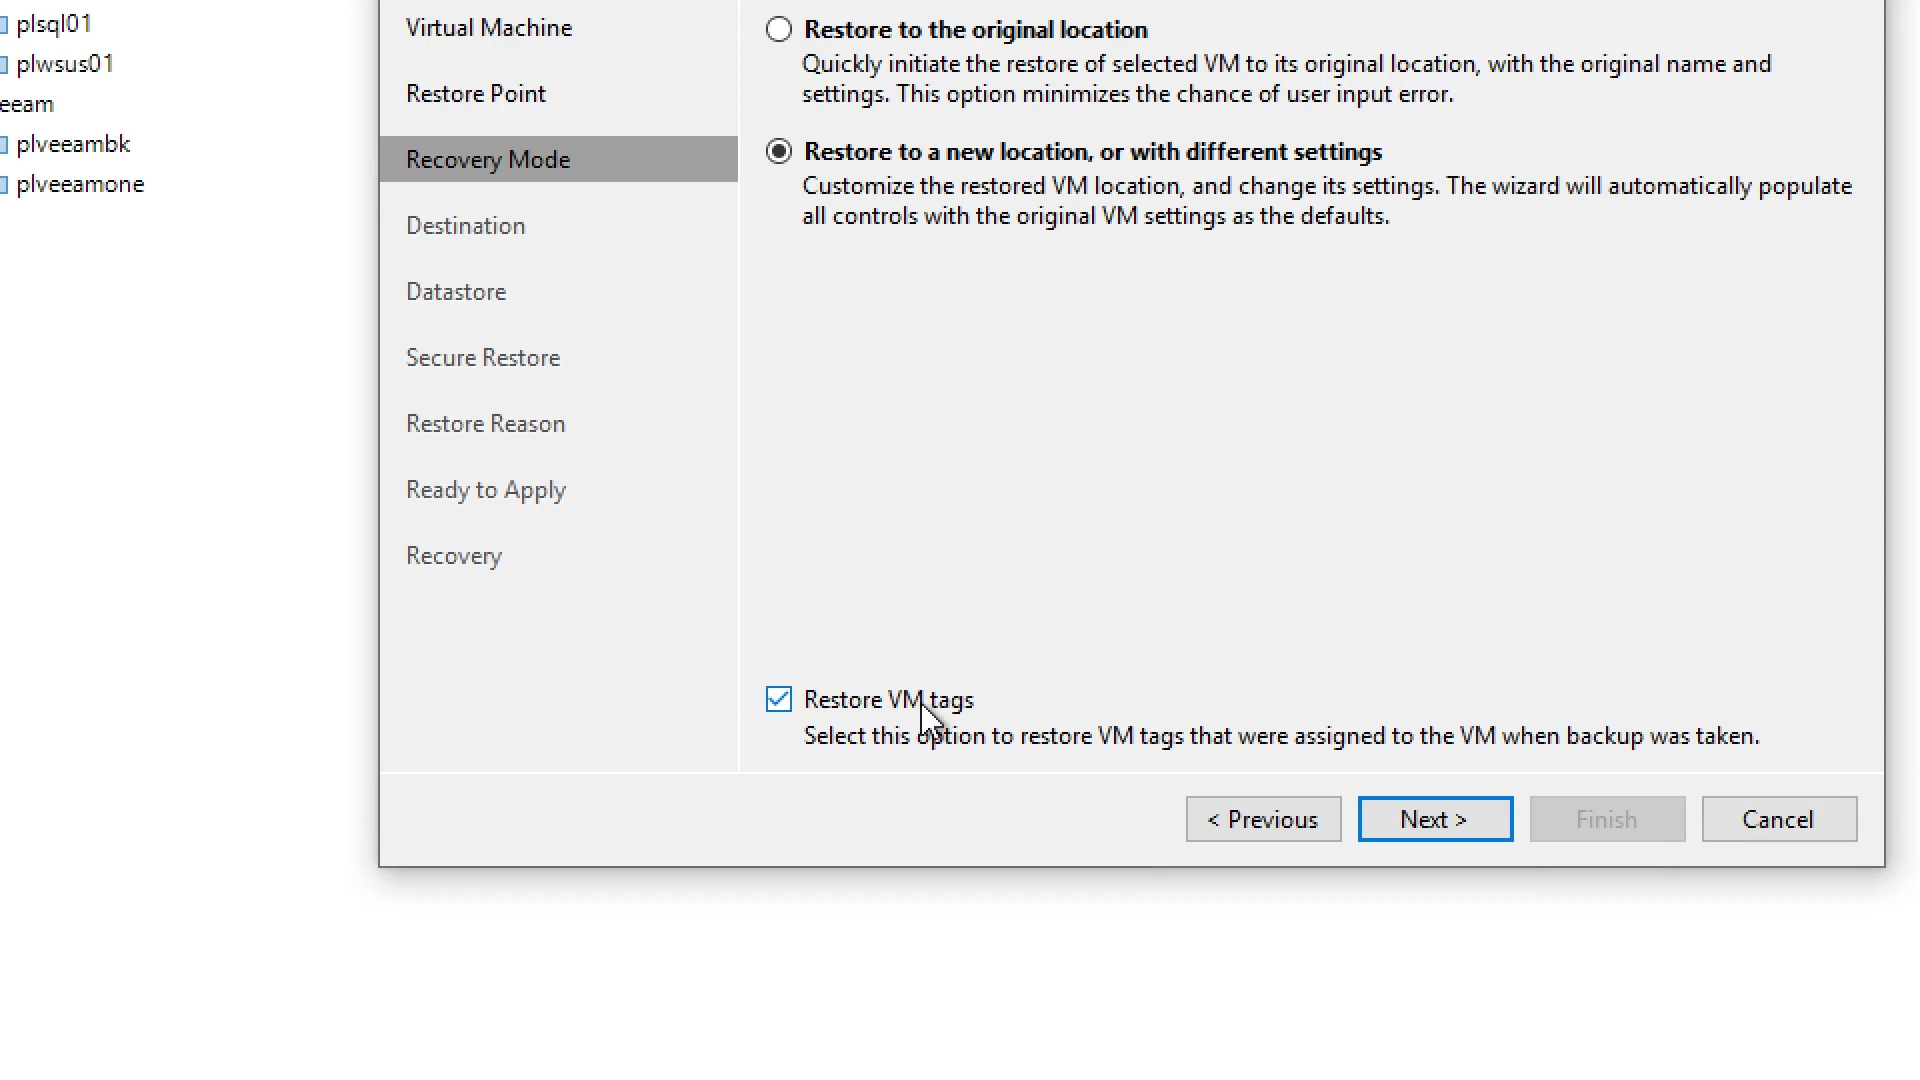 plsql01
plwsus01
eeam
plveeambk
plveeamone
Virtual Machine
Restore Point
Recovery Mode
Destination
Datastore
Secure Restore
Restore Reason
Ready to Apply
Recovery
Restore to the original location
Quickly initiate the restore of selected VM to its original location, with the original name and
settings. This option minimizes the chance of user input error.
Restore to a new location, or with different settings
Customize the restored VM location, and change its settings. The wizard will automatically populate
all controls with the original VM settings as the defaults.
Restore VM tags
Select this option to restore VM tags that were assigned to the VM when backup was taken.
< Previous
Next >
Finish
Cancel